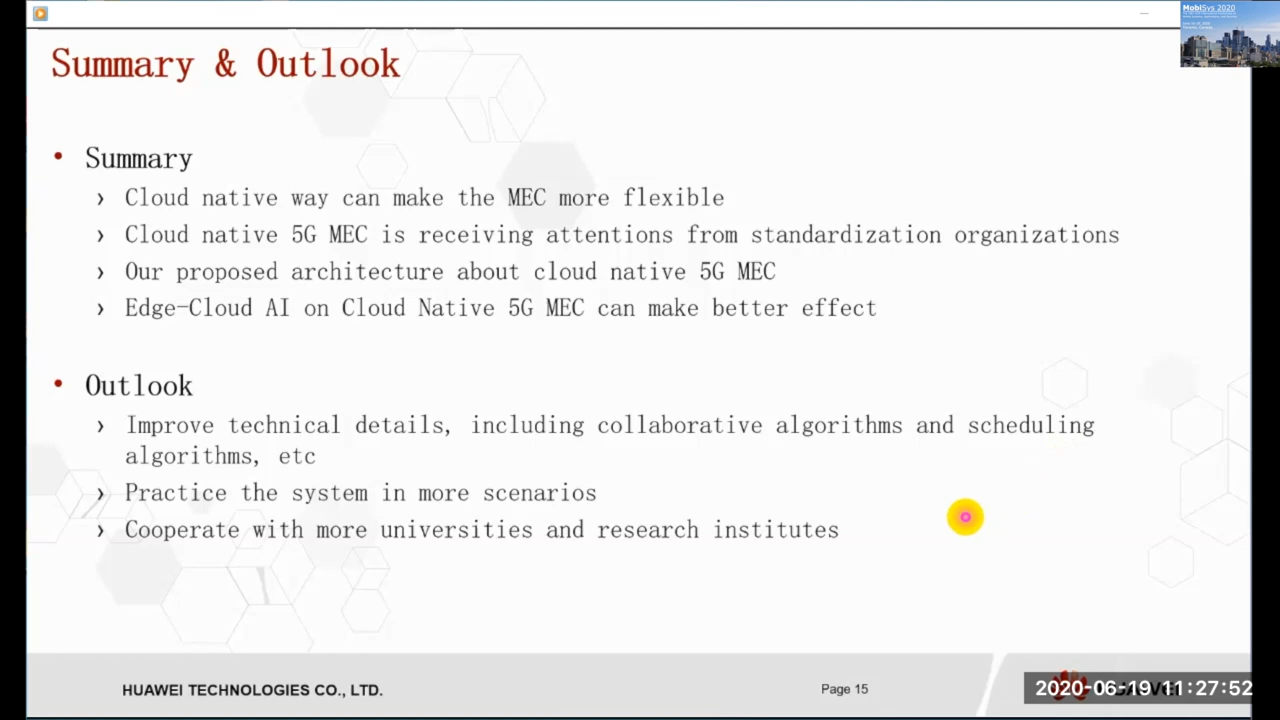 MobiSys 2020
Summary & Outlook
• Summary
› Cloud native way can make the MEC more flexible
› Cloud native 5G MEC is receiving attentions from standardization organizations
› Our proposed architecture about cloud native 5G MEC
› Edge-Cloud AI on Cloud Native 5G MEC can make better effect
• Outlook
› Improve technical details, including collaborative algorithms and scheduling
algorithms, etc
› Practice the system in more scenarios
› Cooperate with more universities and research institutes
HUAWEI TECHNOLOGIES CO., LTD.
Page 15
2020-06-19 11:27:52